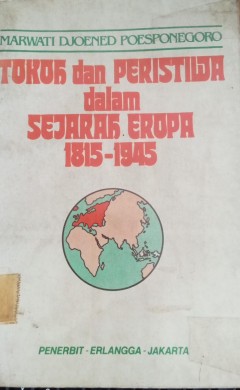 MARWATI DJOENED POESPONEGORO
TOKOH dan PERISTIWA
dalam
SEJARAH EROPA
1815-1945
PENERBIT - ERLANGGA - JAKARTA